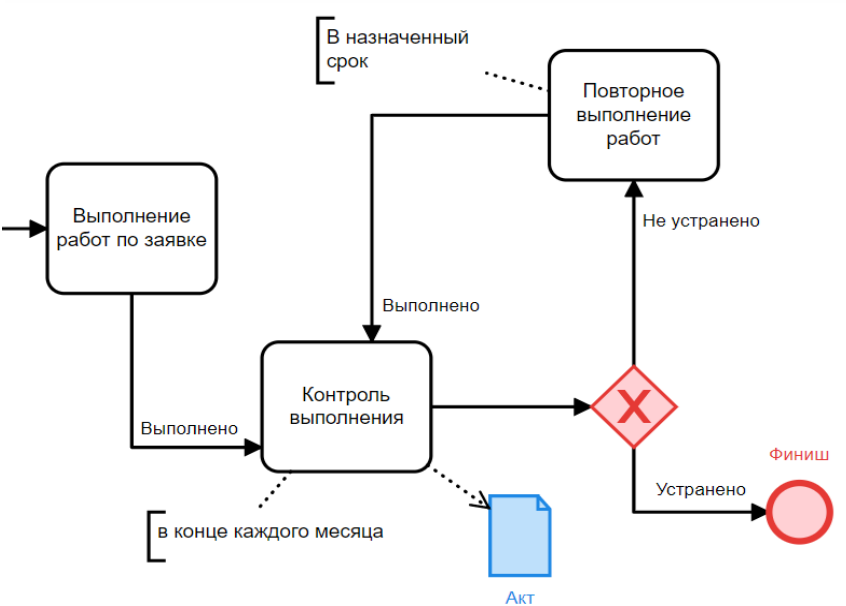 В назначенный
срок
Повторное
выполнение
работ
Выполнение
работ по заявке
Не устранено
Выполнено
Контроль
выполнения
X
Выполнено
Финиш
Устранено
в конце каждого месяца
Акт